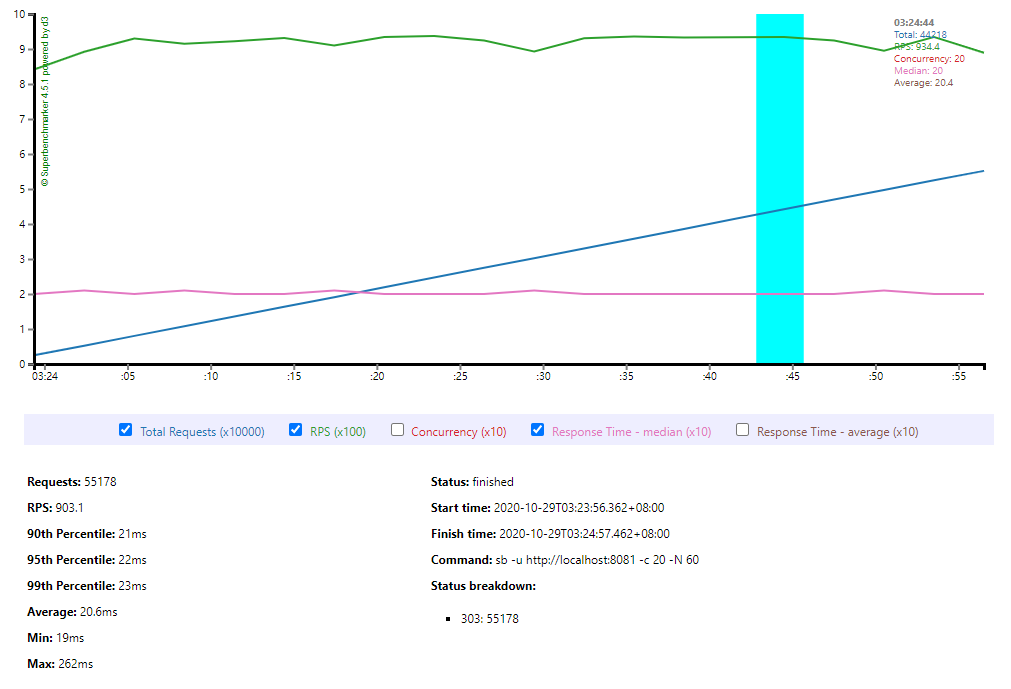 10
9
8
7
6
5
4
3
2
1
0
© Superbenchmarker 4.5.1 powered by d3
03:24:44
Total: 44218
RPS: 934.4
Concurrency: 20
Median: 20
Average: 20.4
03:24 :05 :10 :15 :20 :25 :30 :35 :40 :45 :50 :55
Total Requests (x10000) RPS (x100) Concurrency (x10) Response Time - median (x10) Response Time - average (x10)
Requests: 55178
RPS: 903.1
90th Percentile: 21ms
95th Percentile: 22ms
99th Percentile: 23ms
Average: 20.6ms
Min: 19ms
Max: 262ms
Status: finished
Start time: 2020-10-29T03:23:56.362+08:00
Finish time: 2020-10-29T03:24:57.462+08:00
Command: sb -u http://localhost:8081 -c 20 -N 60
Status breakdown:
303: 55178